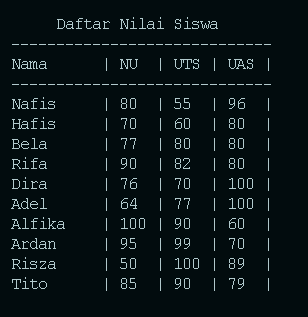 Daftar Nilai Siswa
-----------------------------
Nama | NU | UTS | UAS |
-----------------------------
Nafis | 80 | 55 | 96 |
Hafis | 70 | 60 | 80 |
Bela | 77 | 80 | 80 |
Rifa | 90 | 82 | 80 |
Dira | 76 | 70 | 100 |
Adel | 64 | 77 | 100 |
Alfika | 100 | 90 | 60 |
Ardan | 95 | 99 | 70 |
Risza | 50 | 100 | 89 |
Tito | 85 | 90 | 79 |